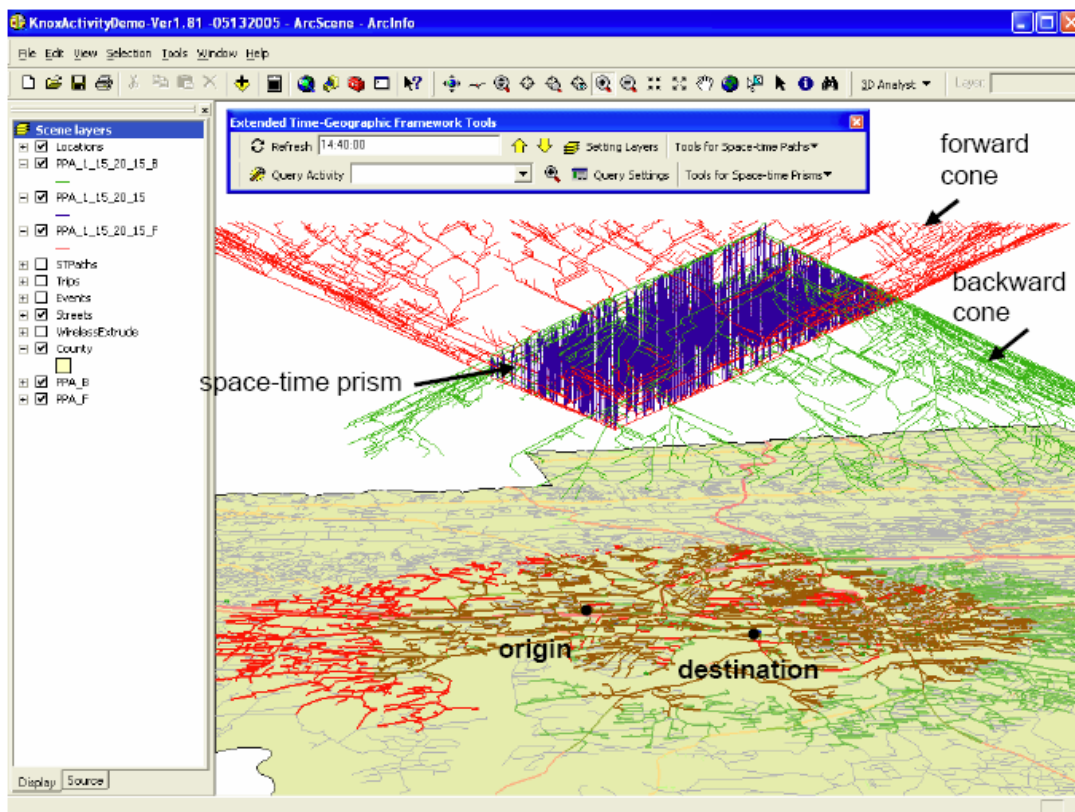 KnoxActivityDemo-Ver1.81 -05132005 - ArcScene - ArcInfo
File Edit View Selection Tools Window Help
3D Analyst Layer:
Scene layers
Locations
PPA_1_15_20_15_B
PPA_1_15_20_15
PPA_1_15_20_15_F
STPaths
Trips
Events
Streets
WirelessExtrude
County
PPA_B
PPA_F
Display Source
Extended Time-Geographic Framework Tools
Refresh 14:40:00 Setting Layers Tools for Space-time Paths
Query Activity Query Settings Tools for Space-time Prisms
forward
cone
backward
cone
space-time prism
origin
destination